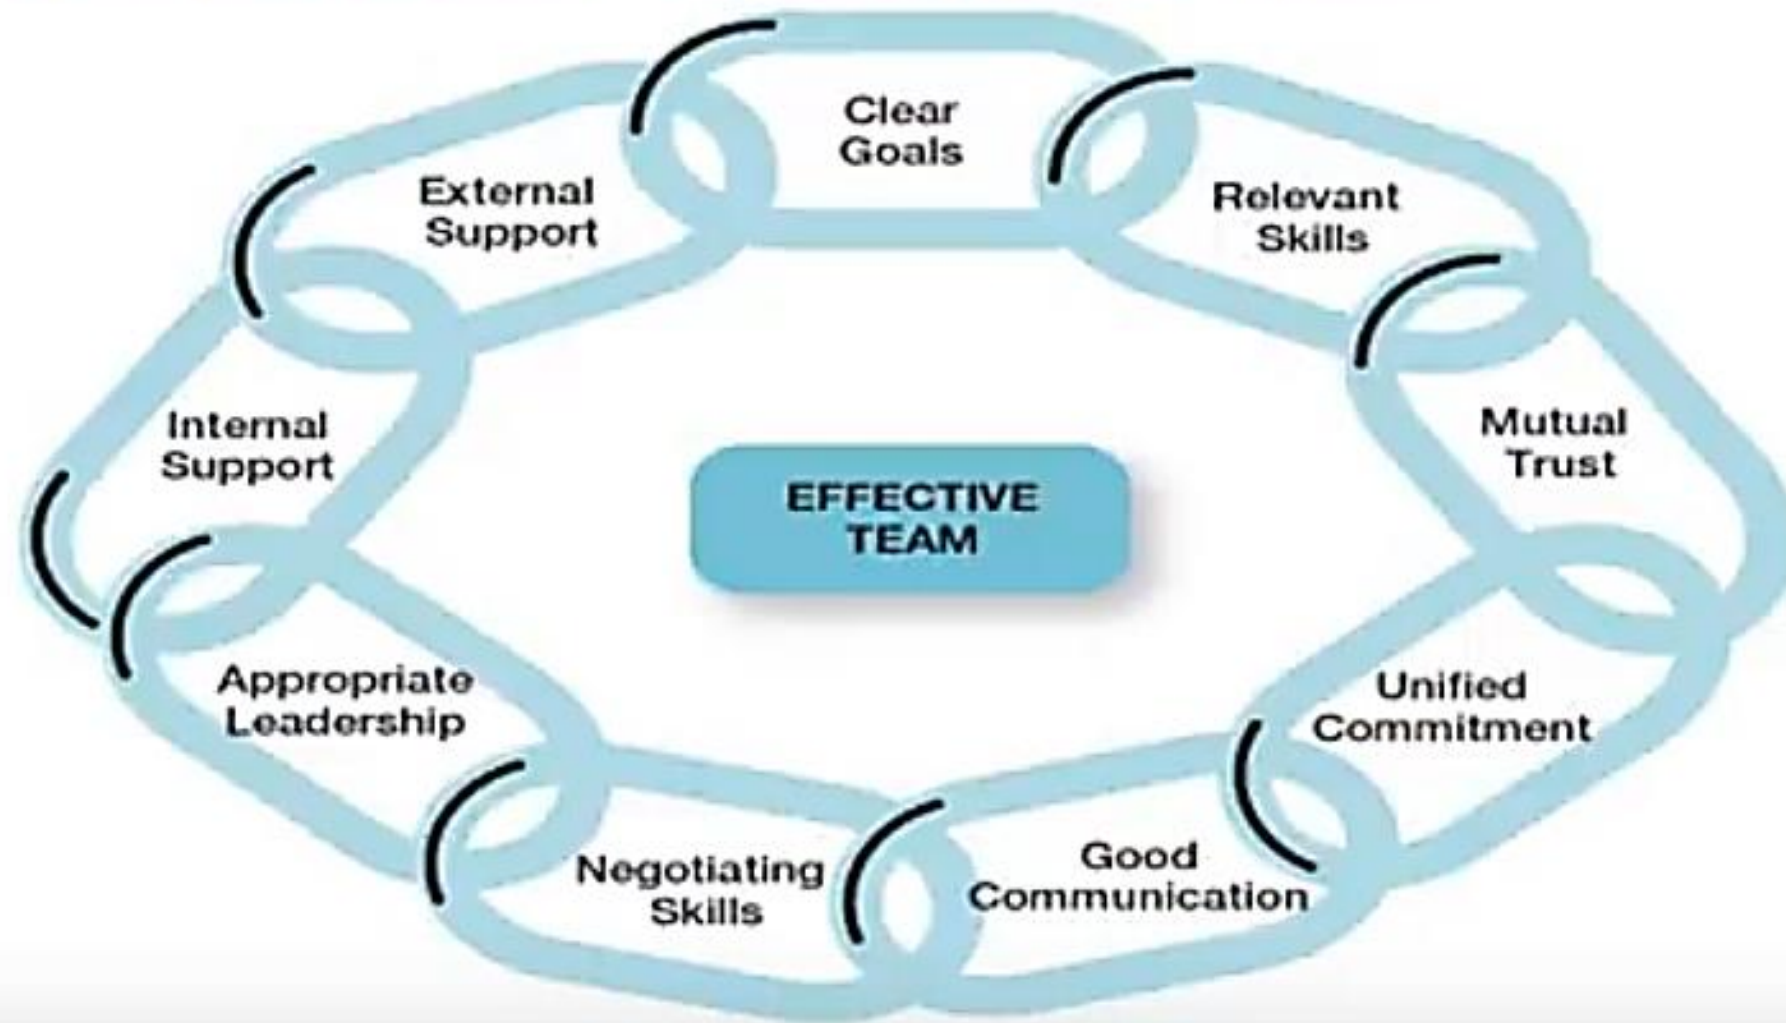 Clear
Goals
Relevant
Skills
Mutual
Trust
Unified
Commitment
Good
Communication
Negotiating
Skills
Appropriate
Leadership
Internal
Support
External
Support
EFFECTIVE
TEAM